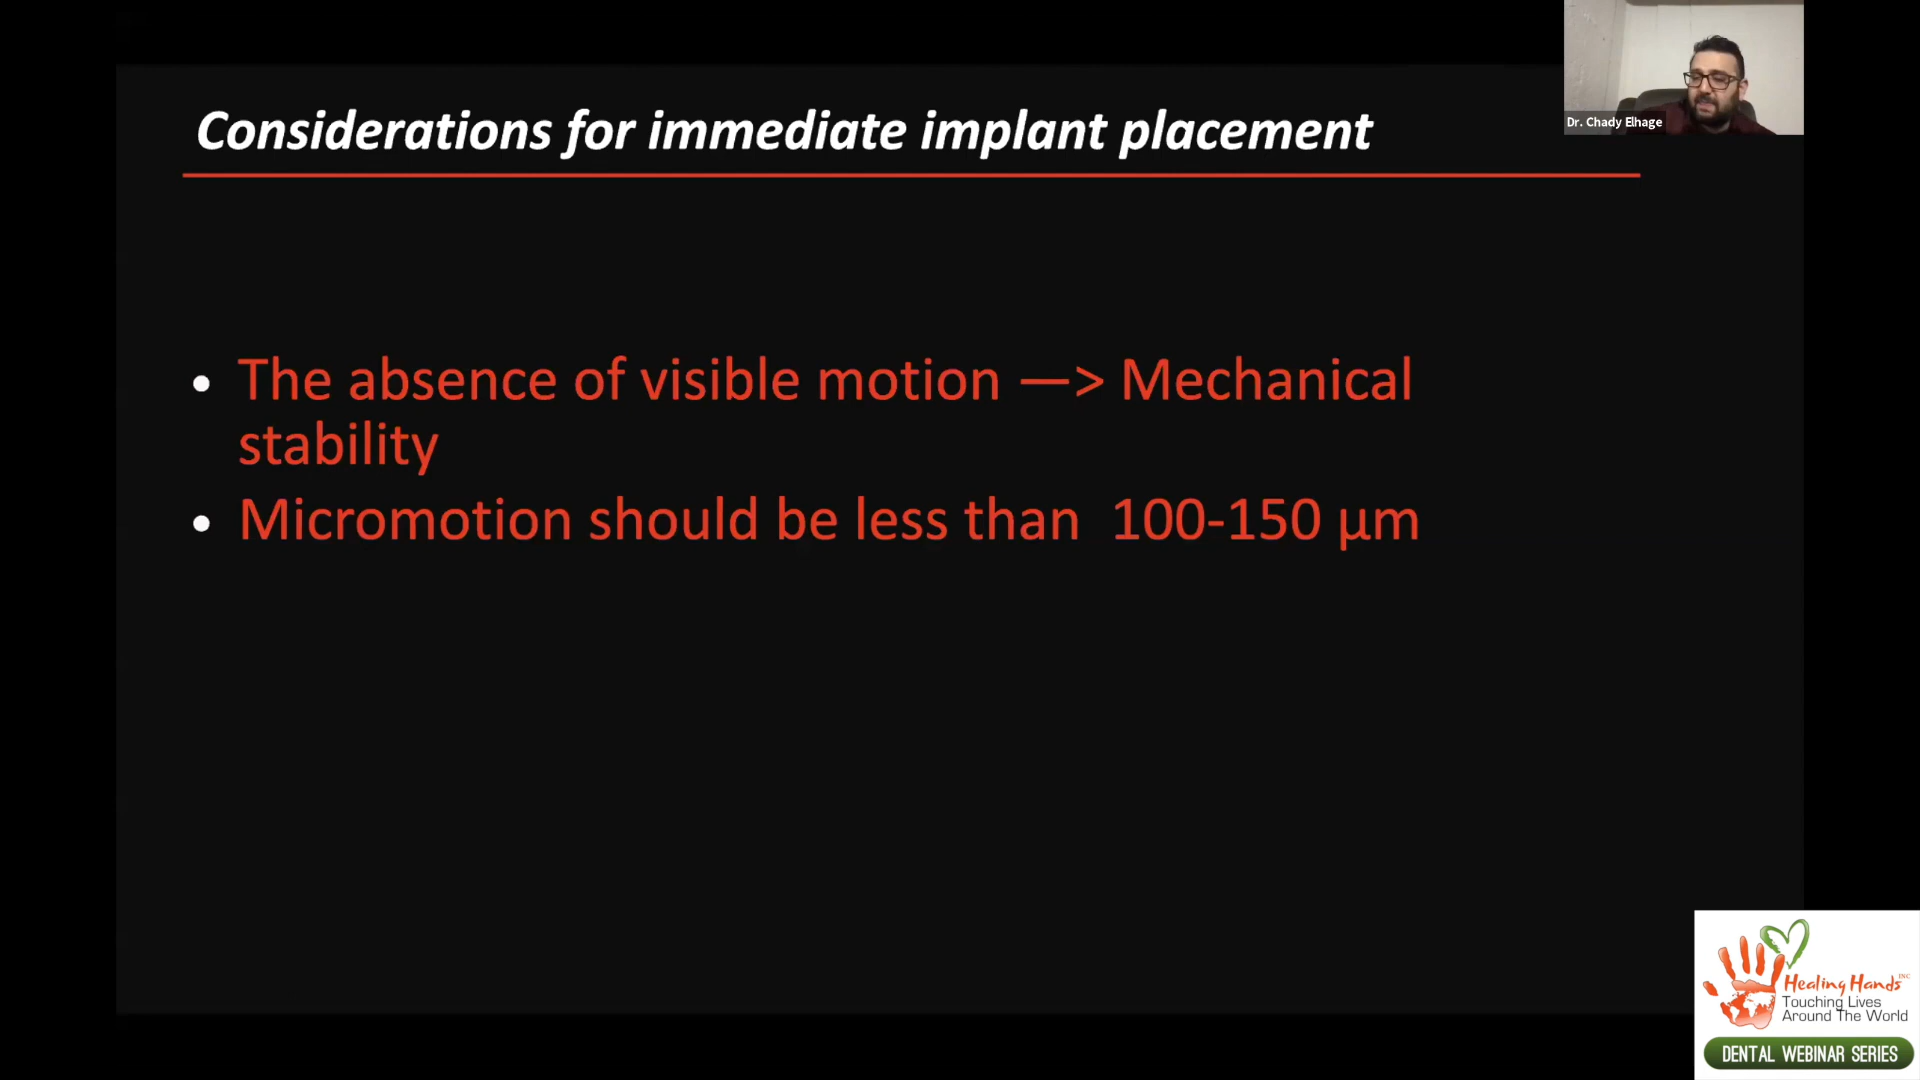 Considerations for immediate implant placement
Dr. Chady Elhage
• The absence of visible motion —> Mechanical
stability
• Micromotion should be less than  100-150 µm
Healing Hands INC
Touching Lives
Around The World
DENTAL WEBINAR SERIES